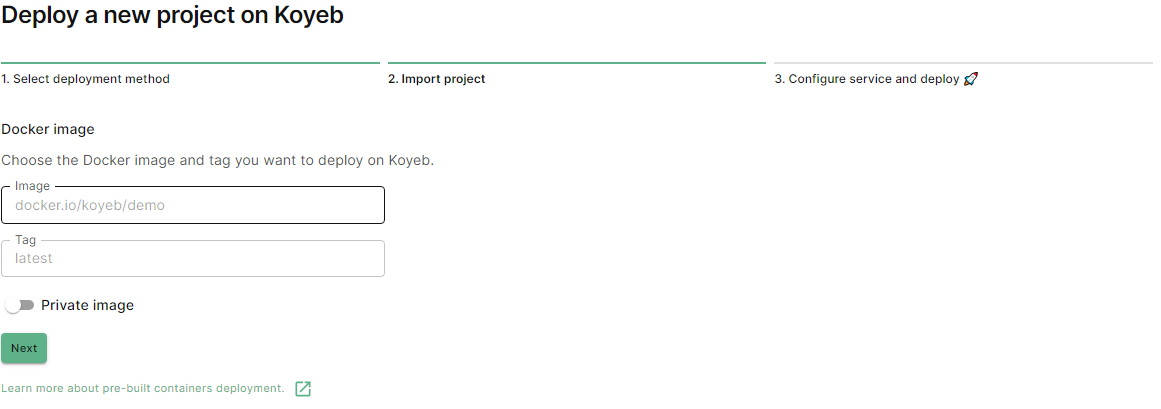 Deploy a new project on Koyeb
1. Select deployment method
2. Import project
3. Configure service and deploy 🚀
Docker image
Choose the Docker image and tag you want to deploy on Koyeb.
Image
docker.io/koyeb/demo
Tag
latest
Private image
Next
Learn more about pre-built containers deployment.